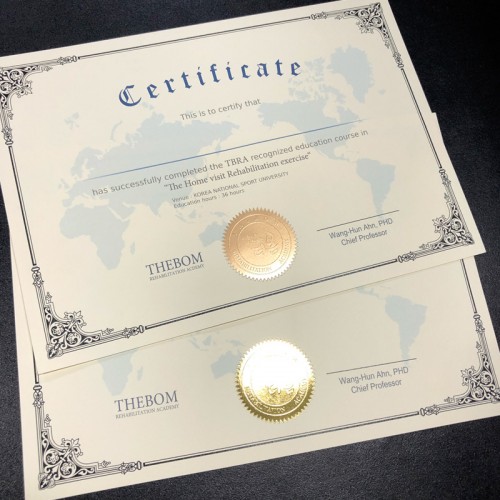 Certificate
This is to certify that
has successfully completed the TBRA recognized education course in
"The Home visit Rehabilitation exercise"
Venue : KOREA NATIONAL SPORT UNIVERSITY
Education hours : 36 hours
THEBOM
REHABILITATION ACADEMY
Wang-Hun Ahn, PHD
Chief Professor
THEBOM
REHABILITATION ACADEMY
Wang-Hun Ahn, PHD
Chief Professor